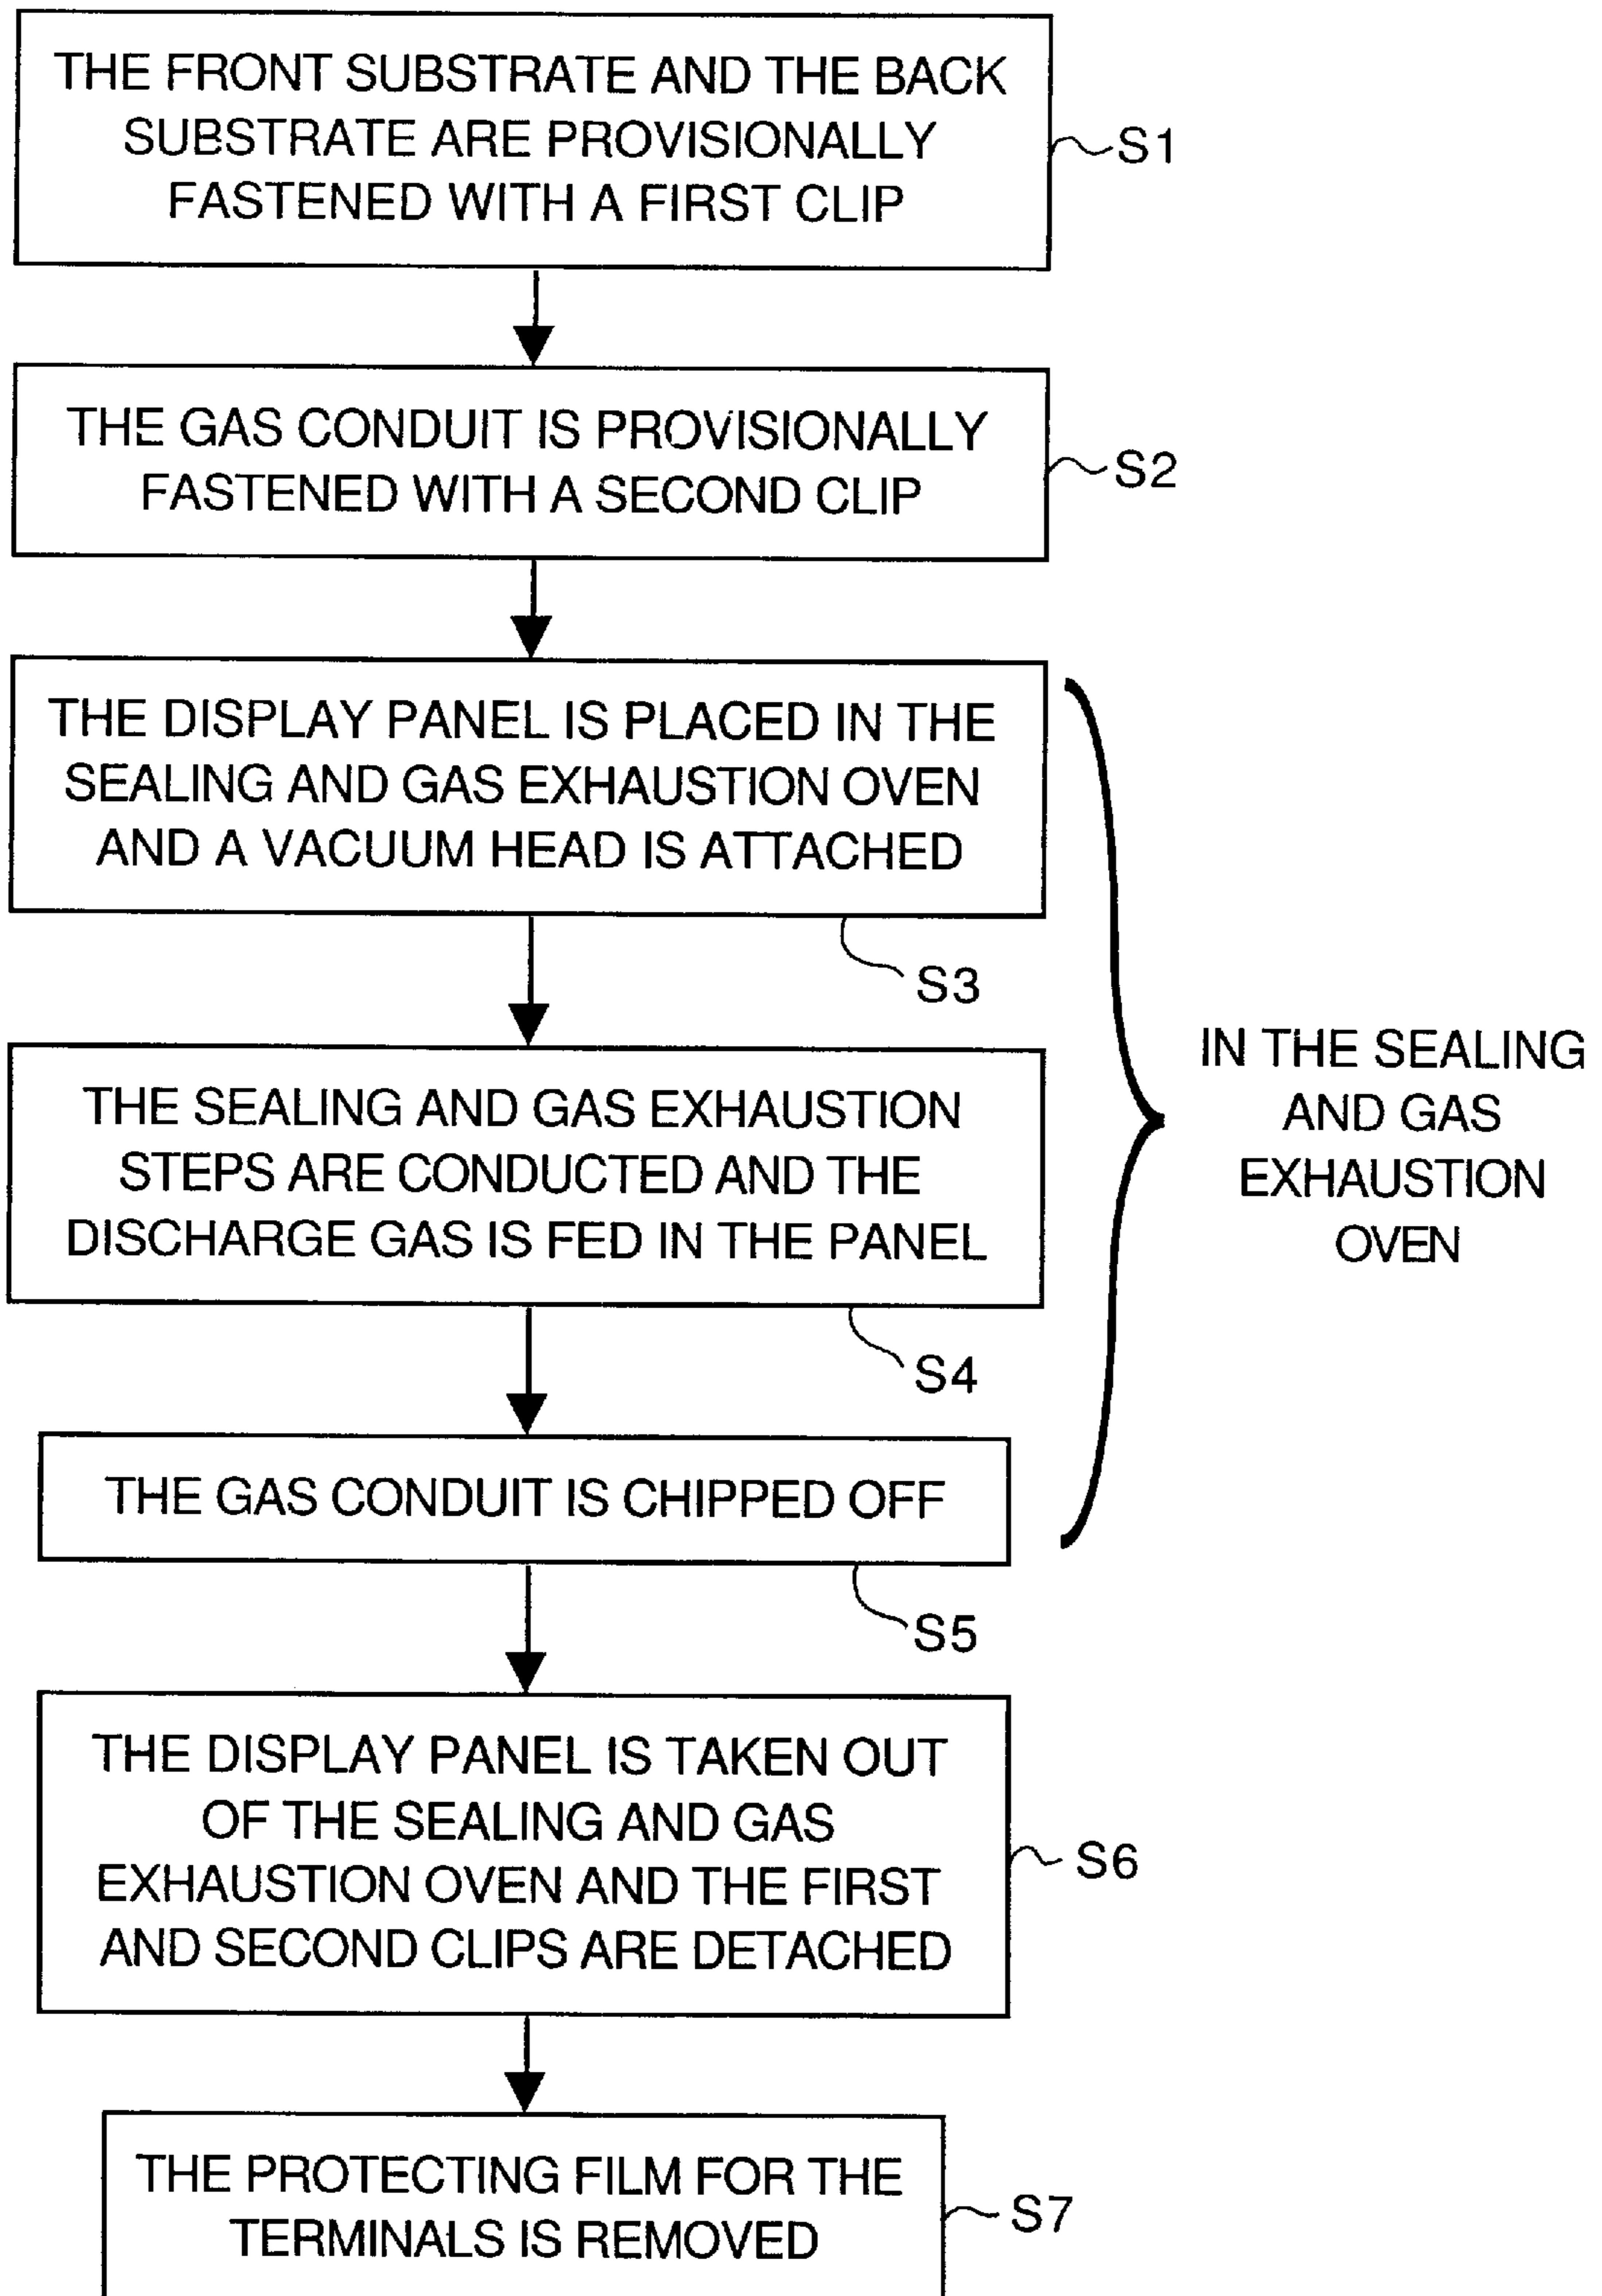 THE FRONT SUBSTRATE AND THE BACK
SUBSTRATE ARE PROVISIONALLY
FASTENED WITH A FIRST CLIP
S1
THE GAS CONDUIT IS PROVISIONALLY
FASTENED WITH A SECOND CLIP
S2
THE DISPLAY PANEL IS PLACED IN THE
SEALING AND GAS EXHAUSTION OVEN
AND A VACUUM HEAD IS ATTACHED
S3
THE SEALING AND GAS EXHAUSTION
STEPS ARE CONDUCTED AND THE
DISCHARGE GAS IS FED IN THE PANEL
S4
THE GAS CONDUIT IS CHIPPED OFF
S5
IN THE SEALING
AND GAS
EXHAUSTION
OVEN
THE DISPLAY PANEL IS TAKEN OUT
OF THE SEALING AND GAS
EXHAUSTION OVEN AND THE FIRST
AND SECOND CLIPS ARE DETACHED
S6
THE PROTECTING FILM FOR THE
TERMINALS IS REMOVED
S7